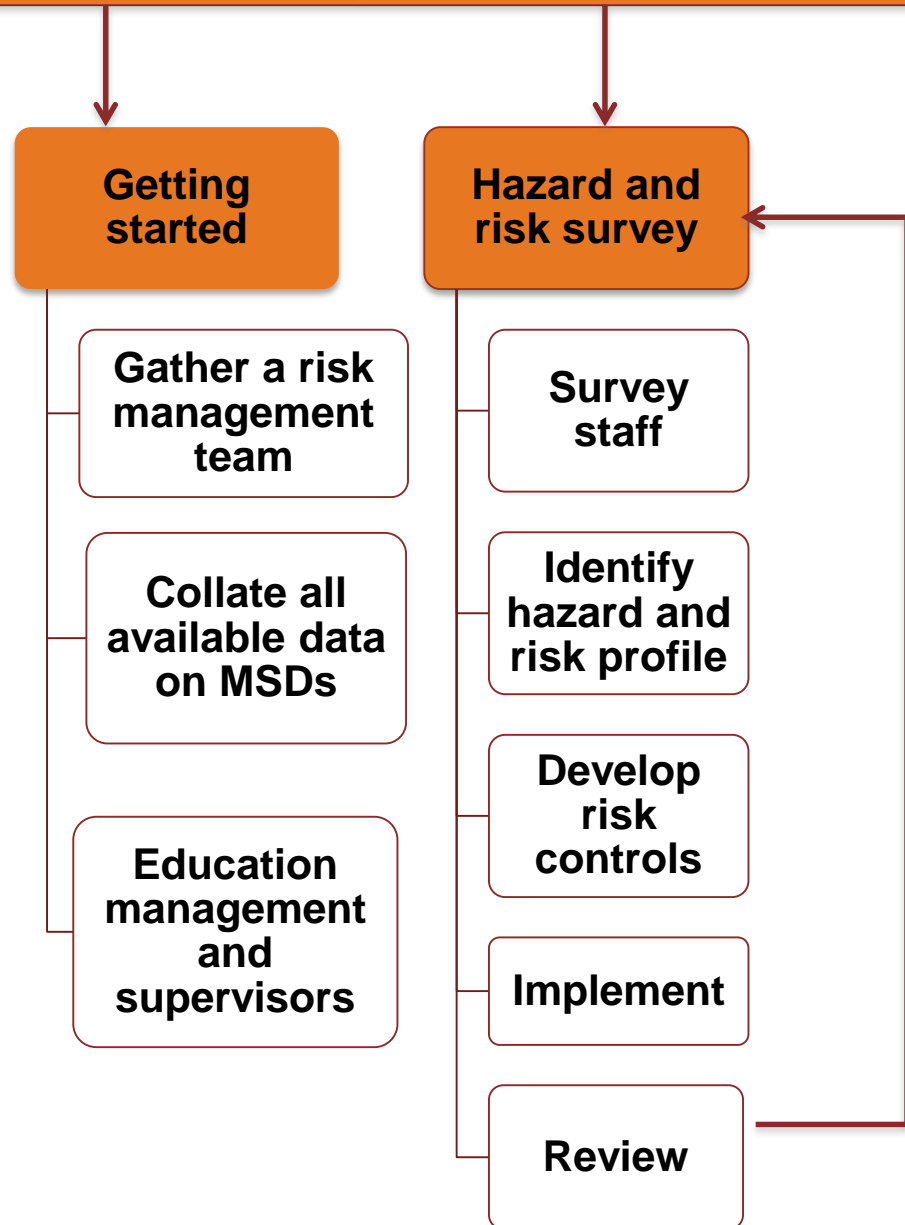 Getting
started
Gather a risk
management
team
Collate all
available data
on MSDs
Education
management
and
supervisors
Hazard and
risk survey
Survey
staff
Identify
hazard and
risk profile
Develop
risk
controls
Implement
Review